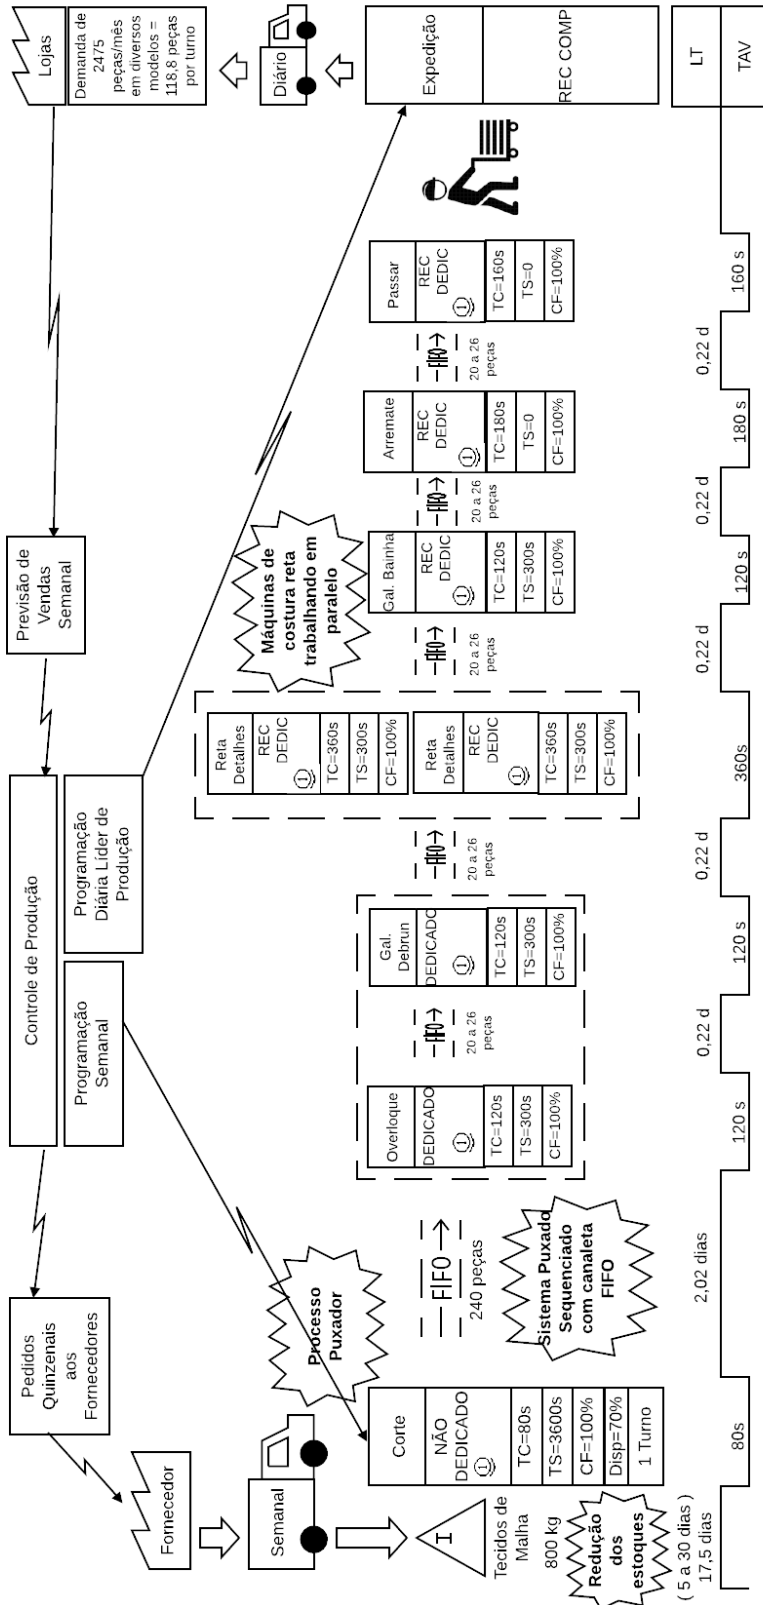 Pedidos
Quinzenais
aos
Fornecedores
Controle de Produção
Programação
Semanal
Programação
Diária Líder de
Produção
Previsão de
Vendas
Semanal
Lojas
Demanda de
2475
peças/mês
em diversos
modelos =
118,8 peças
por turno
Fornecedor
Semanal
Diário
Processo
Puxador
Máquinas de
costura reta
trabalhando em
paralelo
I
Tecidos de
Malha
800 kg
Redução
dos
estoques
Corte
NÃO
DEDICADO
1
TC=80s
TS=3600s
CF=100%
Disp=70%
1 Turno
FIFO
240 peças
Sistema Puxado
Sequenciado
com canaleta
FIFO
Overloque
DEDICADO
1
TC=120s
TS=300s
CF=100%
FIFO
20 a 26
peças
Gal.
Debrun
DEDICADO
1
TC=120s
TS=300s
CF=100%
FIFO
20 a 26
peças
Reta
Detalhes
REC
DEDIC
1
TC=360s
TS=300s
CF=100%
Reta
Detalhes
REC
DEDIC
1
TC=360s
TS=300s
CF=100%
FIFO
20 a 26
peças
Gal. Bainha
REC
DEDIC
1
TC=120s
TS=300s
CF=100%
FIFO
20 a 26
peças
Arremate
REC
DEDIC
1
TC=180s
TS=0
CF=100%
FIFO
20 a 26
peças
Passar
REC
DEDIC
1
TC=160s
TS=0
CF=100%
Expedição
REC COMP
( 5 a 30 dias )
17,5 dias
80s
2,02 dias
120 s
0,22 d
120 s
0,22 d
360s
0,22 d
120 s
0,22 d
180 s
0,22 d
160 s
LT
TAV